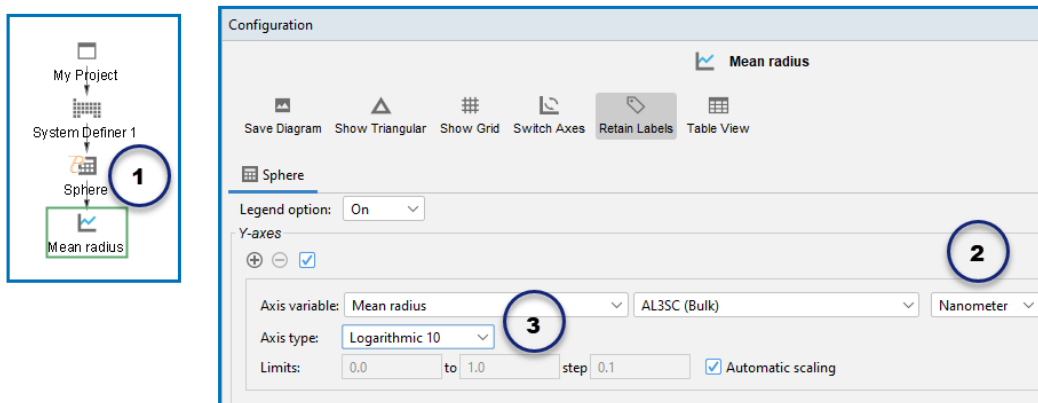 My Project
System Definer 1
Sphere
1
Mean radius
Configuration
Mean radius
Save Diagram Show Triangular Show Grid Switch Axes Retain Labels Table View
Sphere
Legend option: On
Y-axes
2
Axis variable: Mean radius AL3SC (Bulk) Nanometer
3
Axis type: Logarithmic 10
Limits: 0.0 to 1.0 step 0.1 Automatic scaling